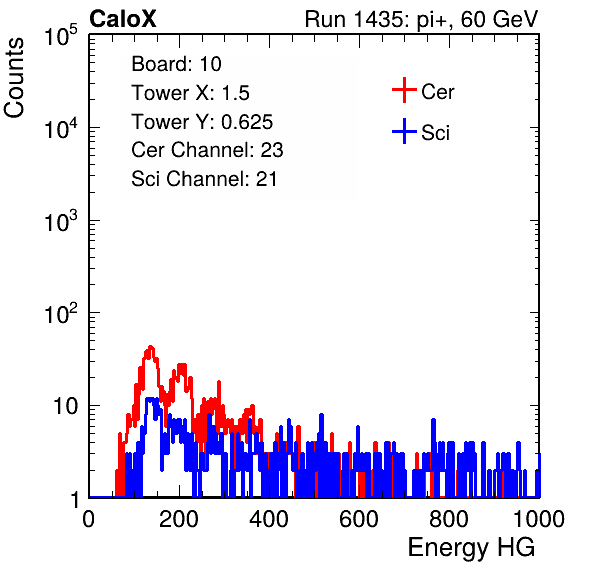 CaloX Run 1435: pi+, 60 GeV
Counts
Board: 10
Tower X: 1.5
Tower Y: 0.625
Cer Channel: 23
Sci Channel: 21
Cer
Sci
10^5
10^4
10^3
10^2
10
1
0 200 400 600 800 1000
Energy HG